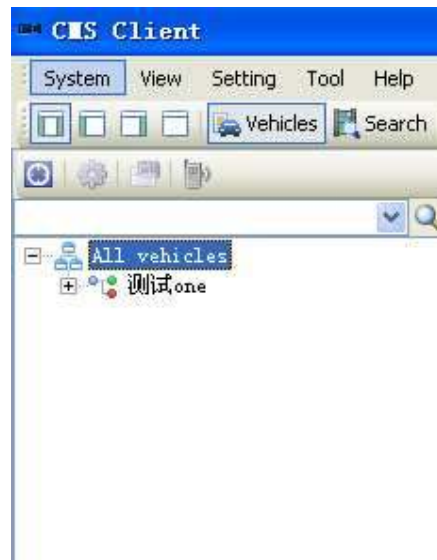 CMS Client
System View Setting Tool Help
Vehicles Search
All vehicles
测试one